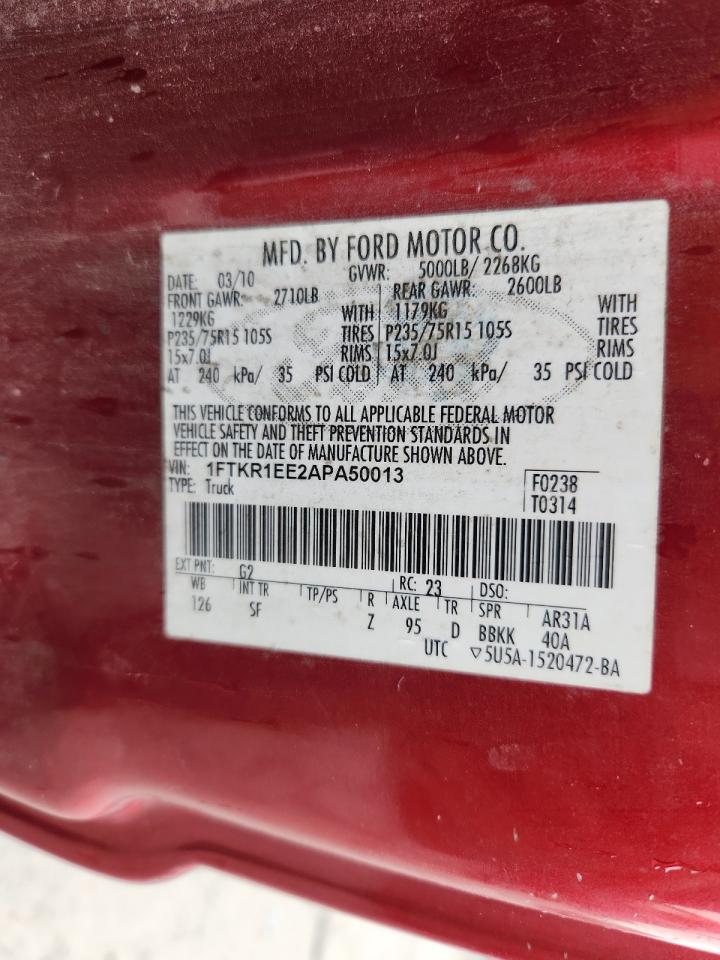 MFD. BY FORD MOTOR CO.
DATE: 03/10 GVWR: 5000LB/ 2268KG
FRONT GAWR: 2710LB REAR GAWR: 2600LB
1229KG WITH 1179KG WITH
P235/75R15 105S TIRES P235/75R15 105S TIRES
15x7.0J RIMS 15x7.0J RIMS
AT 240 kPa/ 35 PSI COLD AT 240 kPa/ 35 PSI COLD
THIS VEHICLE CONFORMS TO ALL APPLICABLE FEDERAL MOTOR
VEHICLE SAFETY AND THEFT PREVENTION STANDARDS IN
EFFECT ON THE DATE OF MANUFACTURE SHOWN ABOVE.
VIN: 1FTKR1EE2APA50013 F0238
TYPE: Truck T0314
EXT PNT: G2 RC: 23 DSO:
WB INT TR TP/PS R AXLE TR SPR AR31A
126 SF Z 95 D BBKK 40A
UTC ▽5U5A-1520472-BA